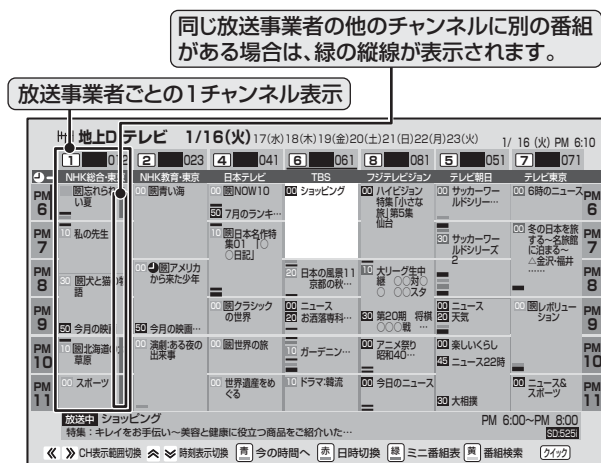 同じ放送事業者の他のチャンネルに別の番組
がある場合は、緑の縦線が表示されます。
放送事業者ごとの1チャンネル表示
地上D テレビ 1/16(火) 17(水) 18(木) 19(金) 20(土) 21(日) 22(月) 23(火) 1/ 16 (火) PM 6:10
1 2 023 4 041 6 061 8 081 5 051 7 071
NHK総合・東京 NHK教育・東京 日本テレビ TBS フジテレビジョン テレビ朝日 テレビ東京
PM 6
忘れられ
い夏
00 青い海
00 NOW10
50 7月のランキ…
00 ショッピング
00 ハイビジョン
特集「小さな
旅」第5集
仙台
00 サッカーワー
ルドシリー…
00 6時のニュース
PM 6
PM 7
10 私の先生
10 日本名作特
集01 「○
○日記」
30 サッカーワー
ルドシリーズ
2
00 冬の日本を旅
する~名旅館
に泊まる~
△金沢・福井
……
PM 7
PM 8
30 犬と猫の物
語
00 アメリカ
から来た少年
20 日本の風景11
京都の秋…
10 大リーグ生中
継 ○○対○
○ ○○スタ
PM 8
PM 9
50 今月の映画
50 今月の映画…
00 クラシック
の世界
00 ニュース
20 お洒落専科…
30 第20期 将棋
○○○戦 …
00 ニュース
20 天気
00 レボリュー
ション
PM 9
PM 10
10 北海道の
草原
00 演劇:ある夜の
出来事
00 世界の旅
10 ガーデニン…
00 アニメ祭り
昭和40…
00 楽しいくらし
45 ニュース22時
PM 10
PM 11
00 スポーツ
00 世界遺産をめ
ぐる
10 ドラマ:韓流
00 今日のニュース
30 大相撲
00 ニュース&
スポーツ
PM 11
放送中 ショッピング PM 6:00~PM 8:00
特集:キレイをお手伝い~美容と健康に役立つ商品をご紹介いた… SD:525i
CH表示範囲切換 時刻表示切換 青 今の時間へ 赤 日時切換 緑 ミニ番組表 黄 番組検索 クイック